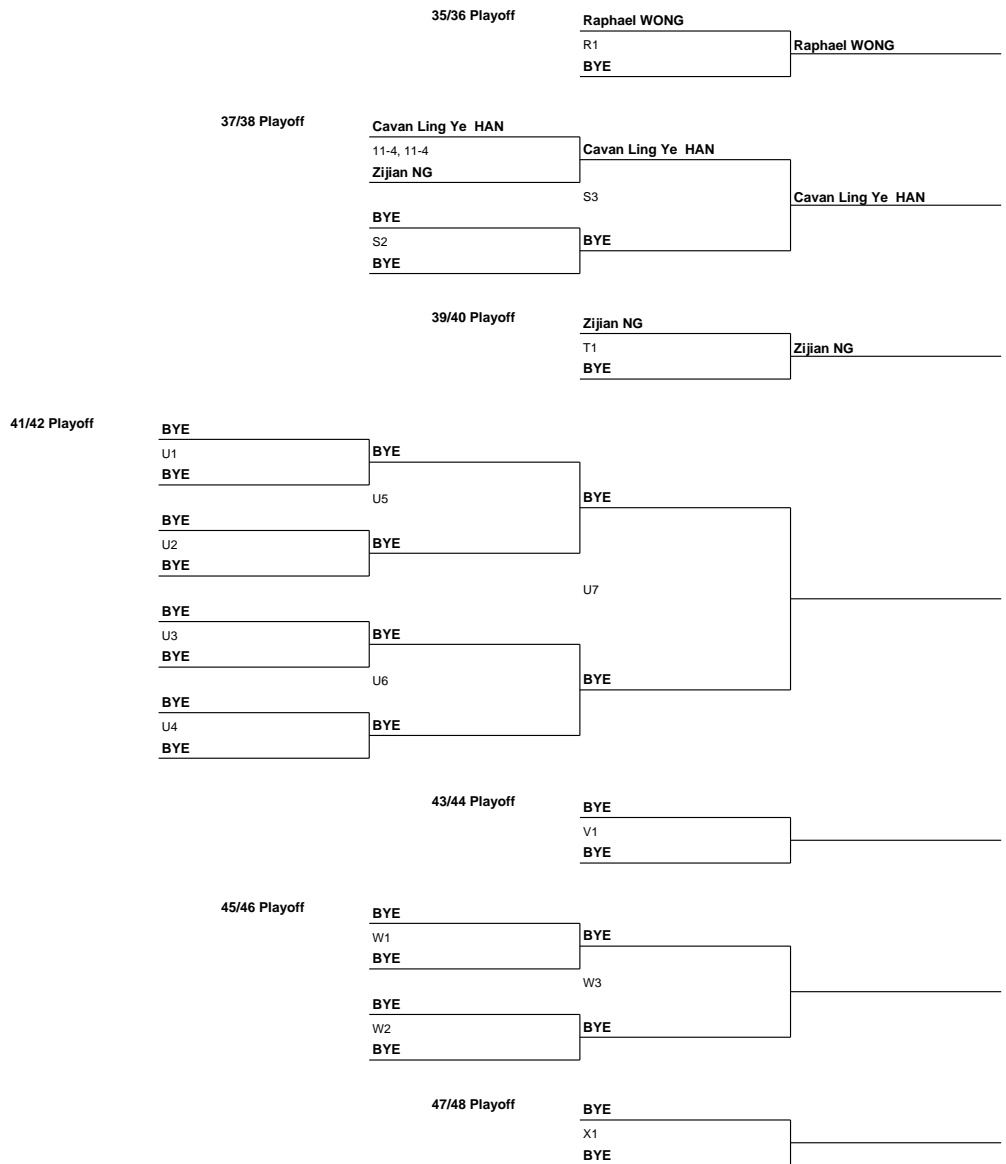 35/36 Playoff
Raphael WONG
R1
Raphael WONG
BYE
37/38 Playoff
Cavan Ling Ye HAN
11-4, 11-4
Cavan Ling Ye HAN
Zijian NG
S3
Cavan Ling Ye HAN
BYE
S2
BYE
BYE
39/40 Playoff
Zijian NG
T1
Zijian NG
BYE
41/42 Playoff
BYE
U1
BYE
BYE
U5
BYE
BYE
U2
BYE
BYE
U7
BYE
U3
BYE
BYE
U6
BYE
BYE
U4
BYE
BYE
43/44 Playoff
BYE
V1
BYE
45/46 Playoff
BYE
W1
BYE
BYE
W3
BYE
W2
BYE
BYE
47/48 Playoff
BYE
X1
BYE